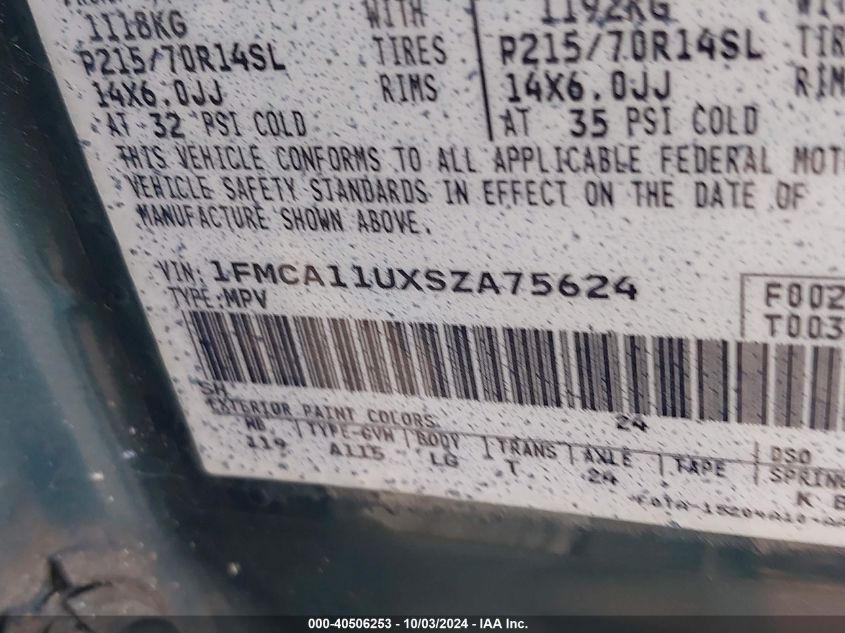 1118KG WITH 1192KG
P215/70R14SL TIRES P215/70R14SL
14X6.0JJ RIMS 14X6.0JJ
AT 32 PSI COLD AT 35 PSI COLD
THIS VEHICLE CONFORMS TO ALL APPLICABLE FEDERAL MOT
VEHICLE SAFETY STANDARDS IN EFFECT ON THE DATE OF
MANUFACTURE SHOWN ABOVE.
VIN: 1FMCA11UXSZA75624
TYPE: MPV
F002
T003
24
EXTERIOR PAINT COLORS
WB TYPE-GVW BODY TRANS AXLE TAPE DSO
119 A115 LG T 24 SPRING
K
000-40506253 - 10/03/2024 - IAA Inc.